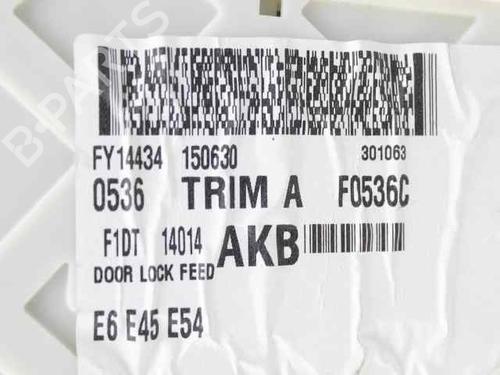 B-PARTS
FY14434 150630 301063
0536 TRIM A F0536C
F1DT 14014 AKB
DOOR LOCK FEED
E6 E45 E54